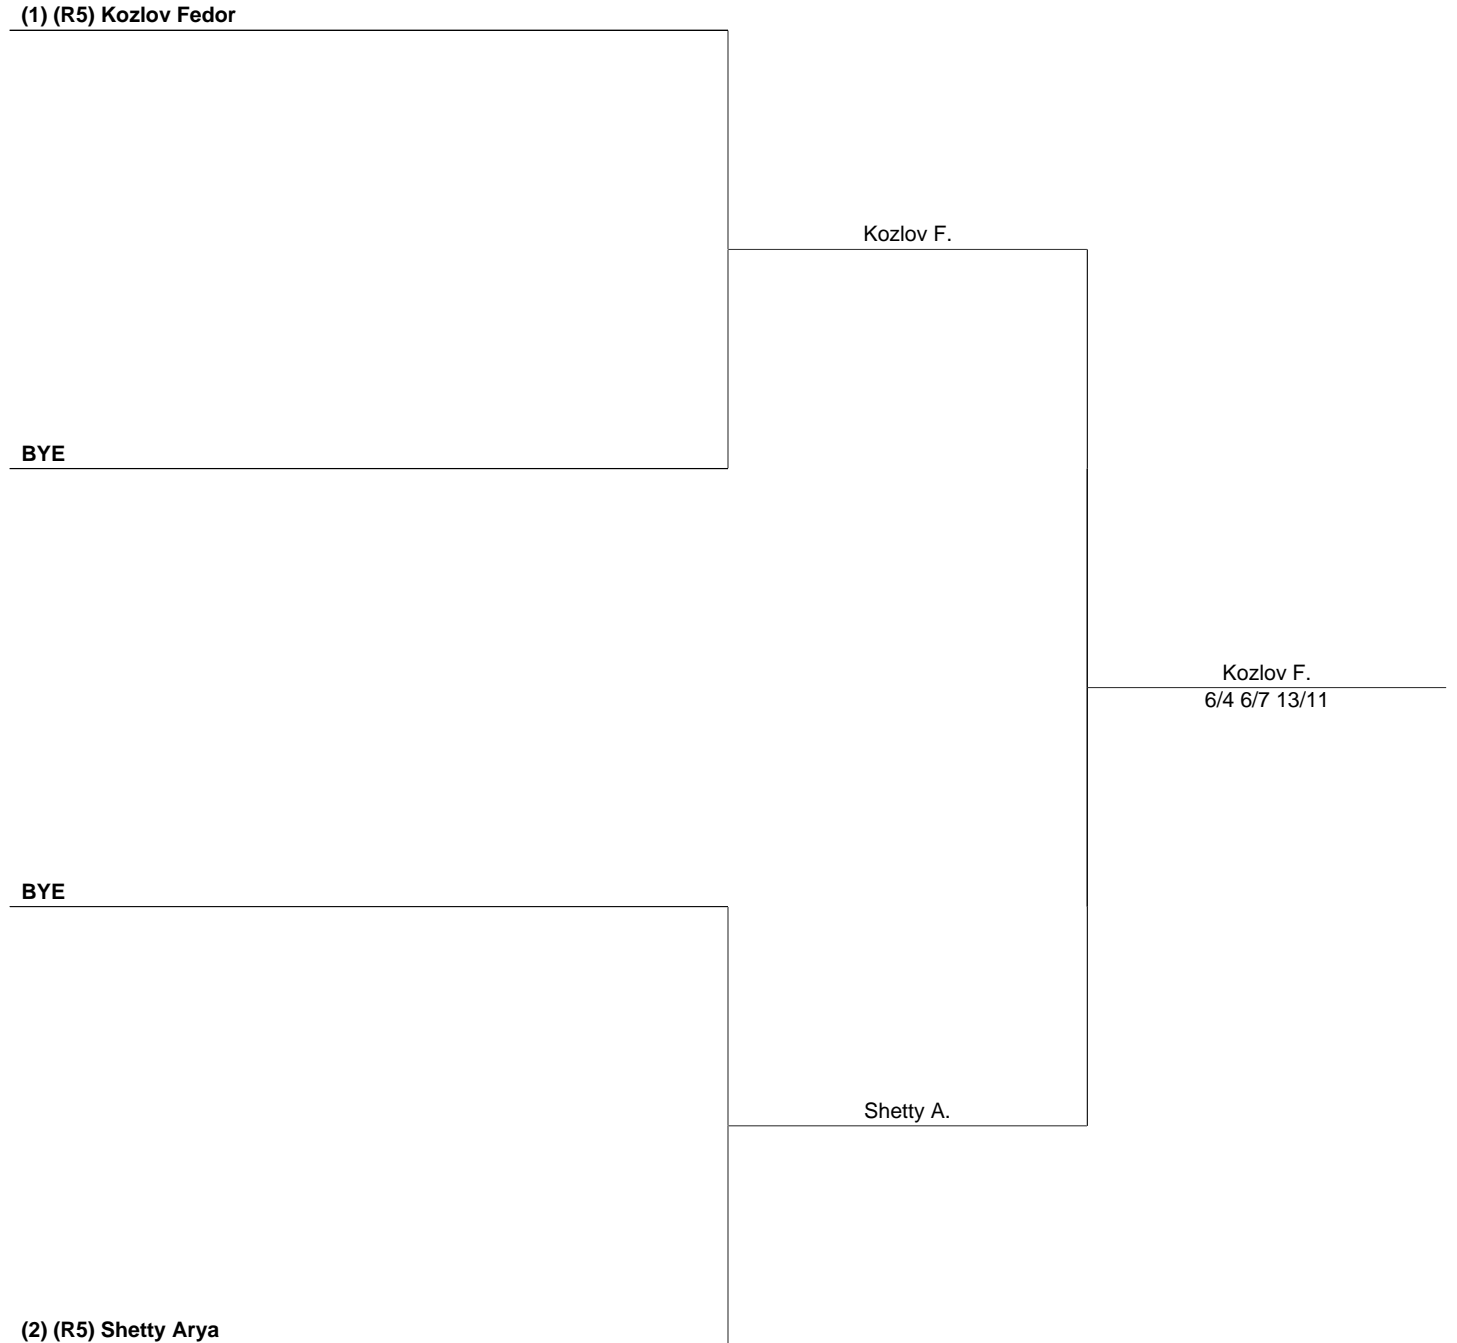 (1) (R5) Kozlov Fedor
Kozlov F.
BYE
Kozlov F.
6/4 6/7 13/11
BYE
Shetty A.
(2) (R5) Shetty Arya